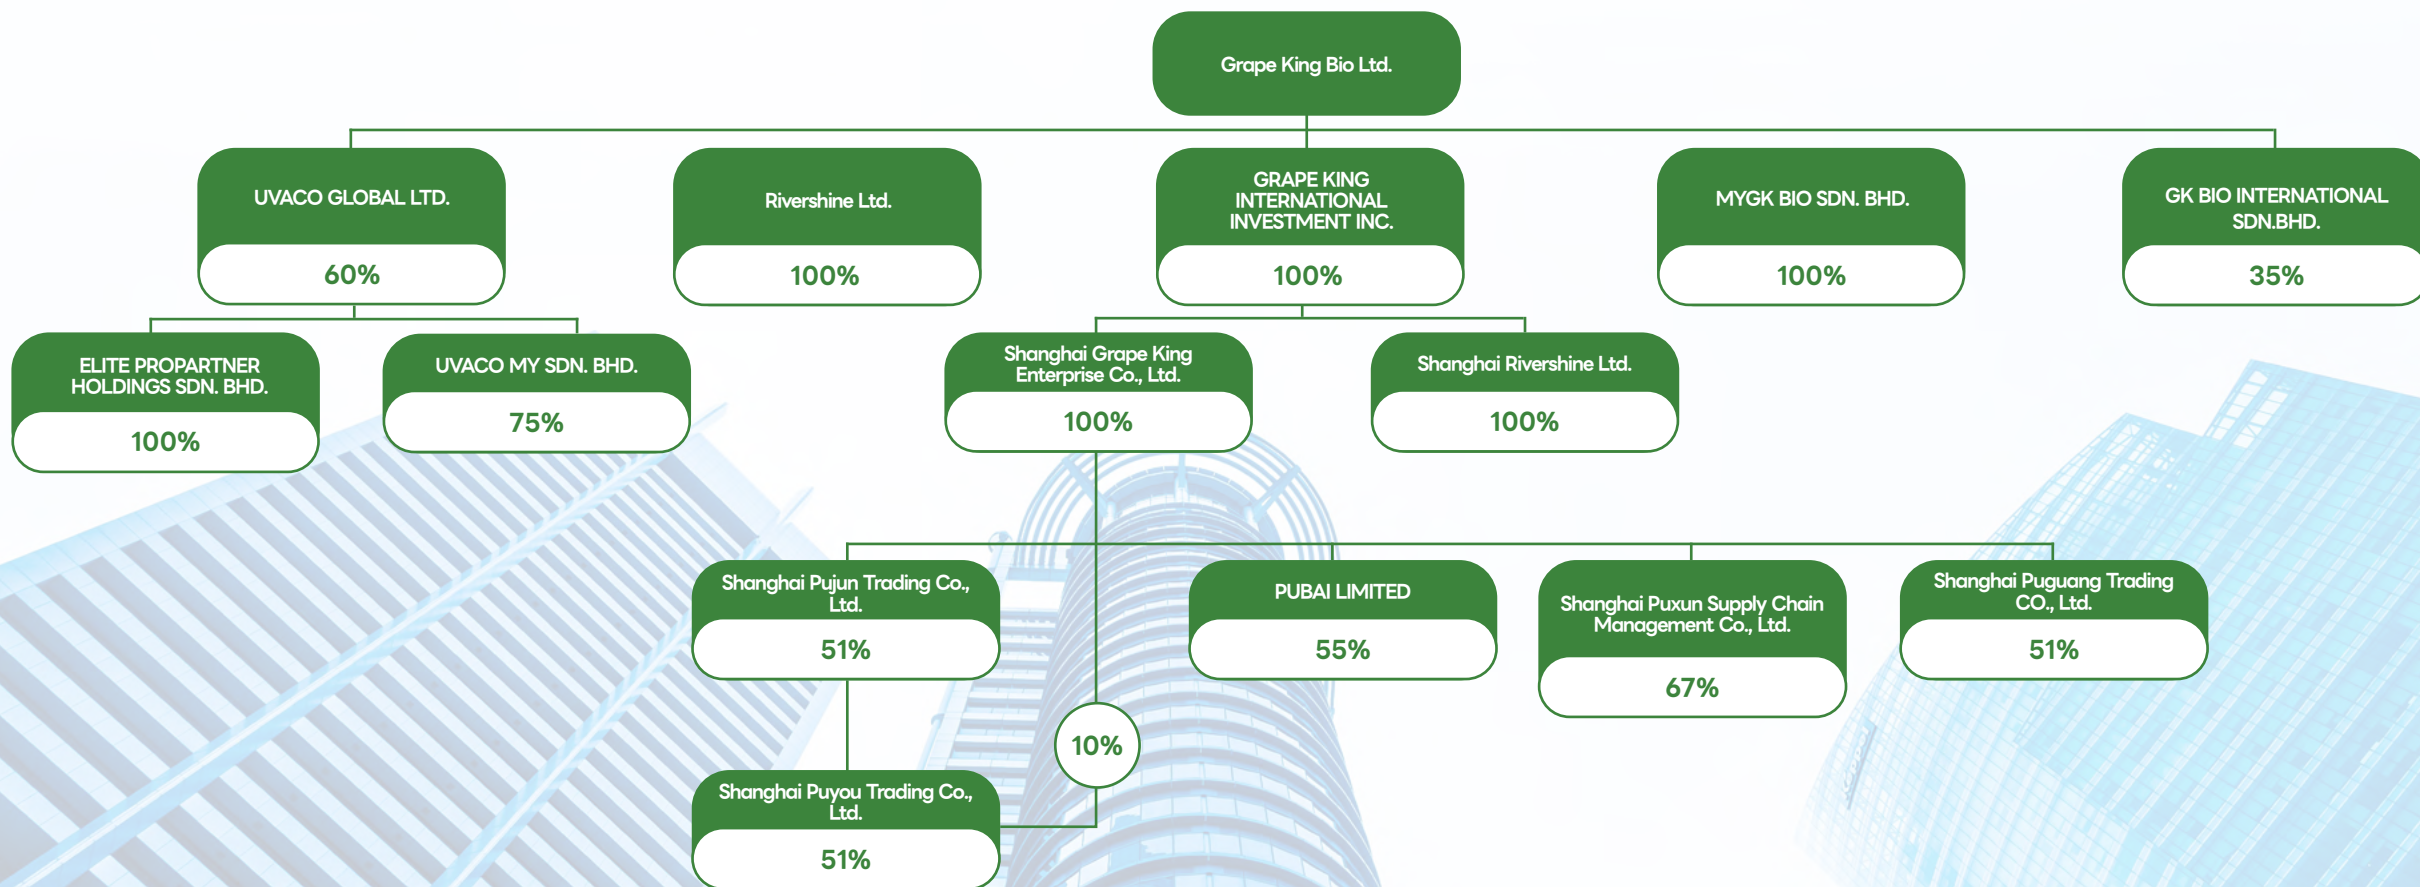 Grape King Bio Ltd.
UVACO GLOBAL LTD.
60%
Rivershine Ltd.
100%
GRAPE KING
INTERNATIONAL
INVESTMENT INC.
100%
MYGK BIO SDN. BHD.
100%
GK BIO INTERNATIONAL
SDN.BHD.
35%
ELITE PROPARTNER
HOLDINGS SDN. BHD.
100%
UVACO MY SDN. BHD.
75%
Shanghai Grape King
Enterprise Co., Ltd.
100%
Shanghai Rivershine Ltd.
100%
Shanghai Pujun Trading Co.,
Ltd.
51%
PUBAI LIMITED
55%
Shanghai Puxun Supply Chain
Management Co., Ltd.
67%
Shanghai Puguang Trading
CO., Ltd.
51%
10%
Shanghai Puyou Trading Co.,
Ltd.
51%